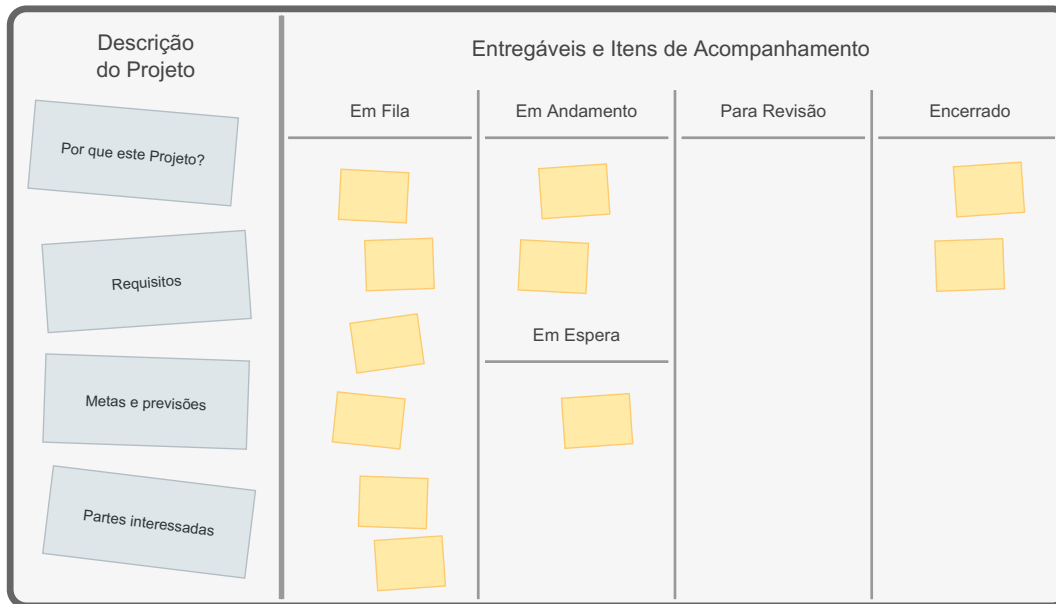 Descrição
do Projeto
Por que este Projeto?
Requisitos
Metas e previsões
Partes interessadas
Entregáveis e Itens de Acompanhamento
Em Fila
Em Andamento
Em Espera
Para Revisão
Encerrado